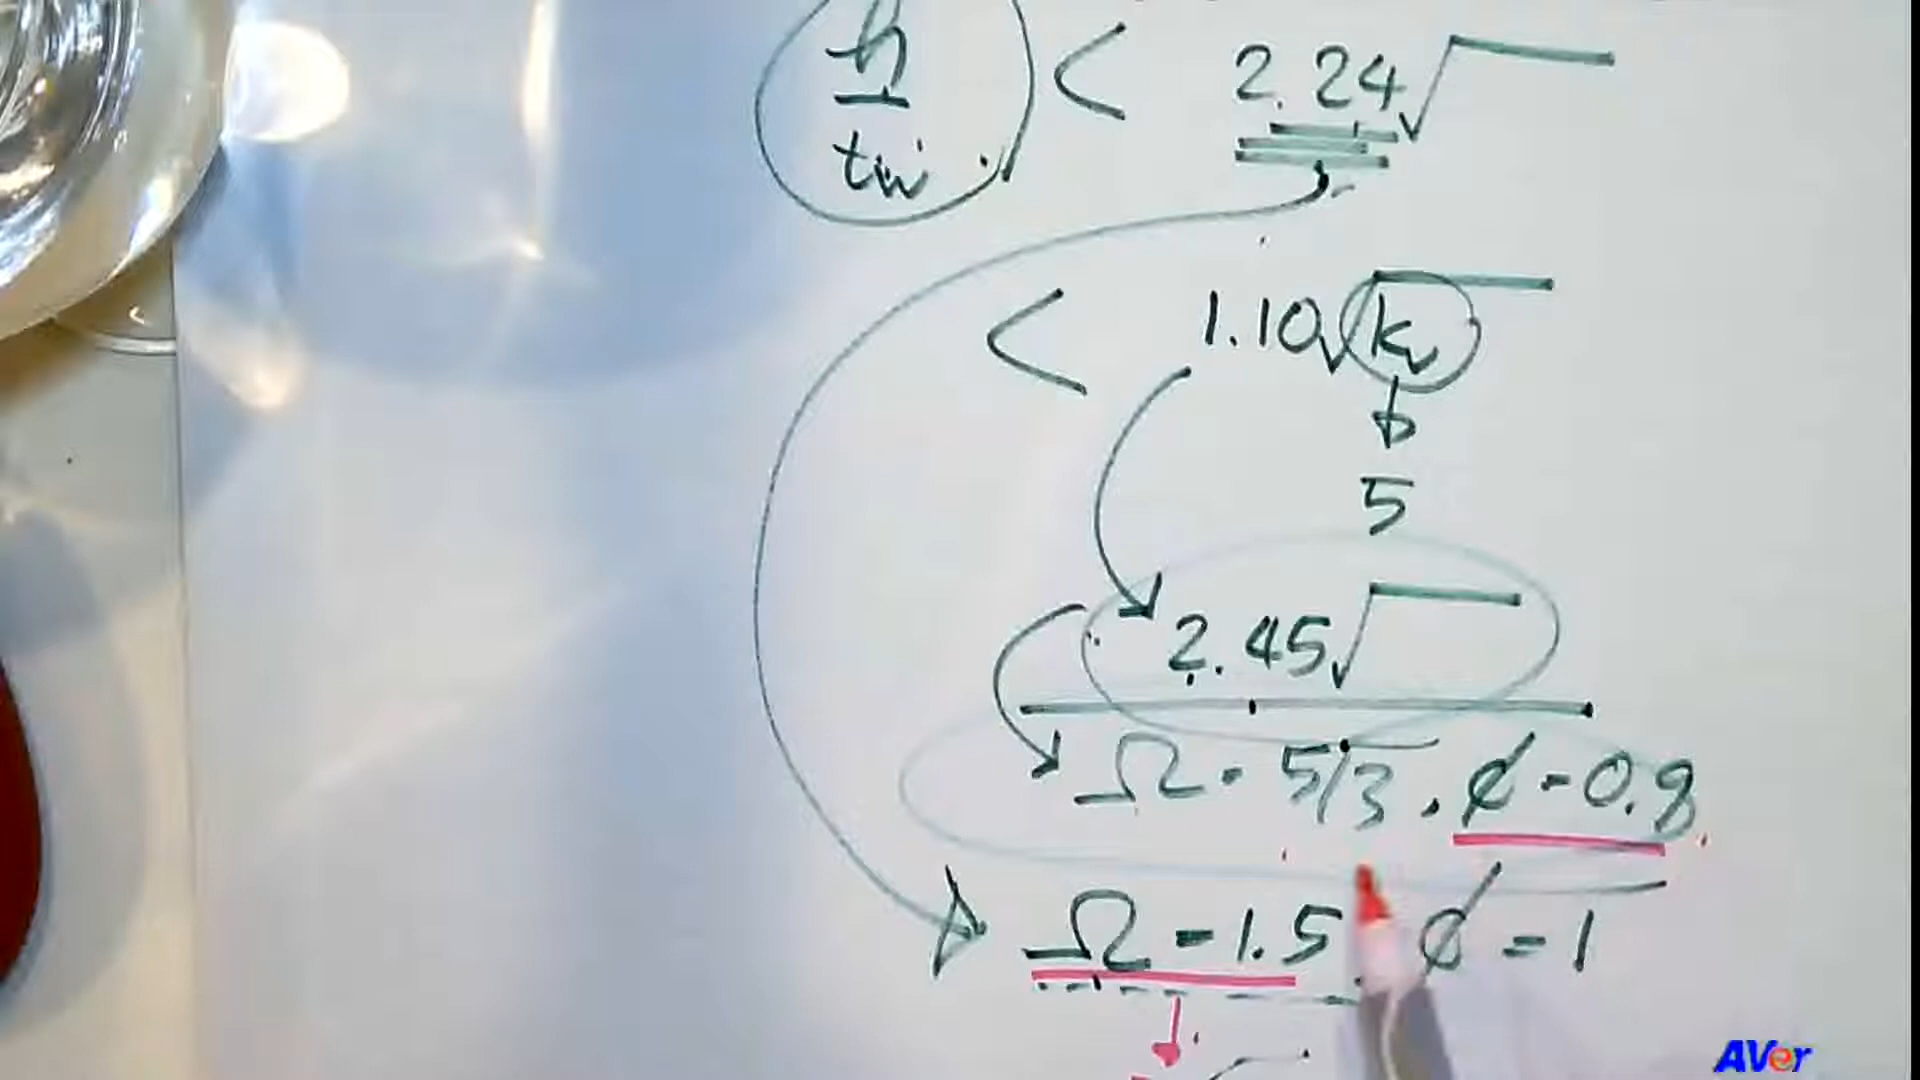 h/tw < 2.24√
< 1.10√kv
5
2.45√
Ω = 5/3, φ = 0.9
Ω = 1.5, φ = 1
AVer